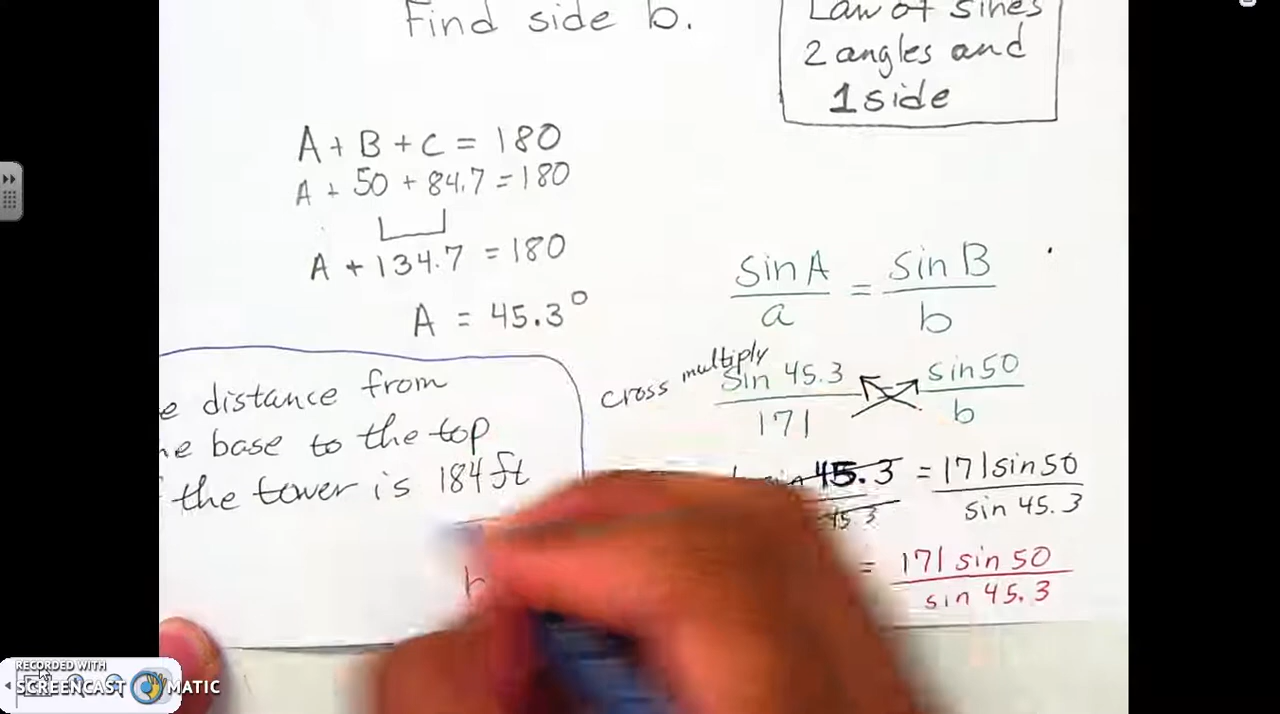 Find side b.
Law of Sines
2 angles and
1 side
A + B + C = 180
A + 50 + 84.7 = 180
A + 134.7 = 180
A = 45.3°
sin A / a = sin B / b
cross multiply
sin 45.3 / 171 = sin 50 / b
45.3 = 171 sin 50 / sin 45.3
45.3
= 171 sin 50 / sin 45.3
distance from
base to the top
the tower is 184 ft
RECORDED WITH
SCREENCAST MATIC